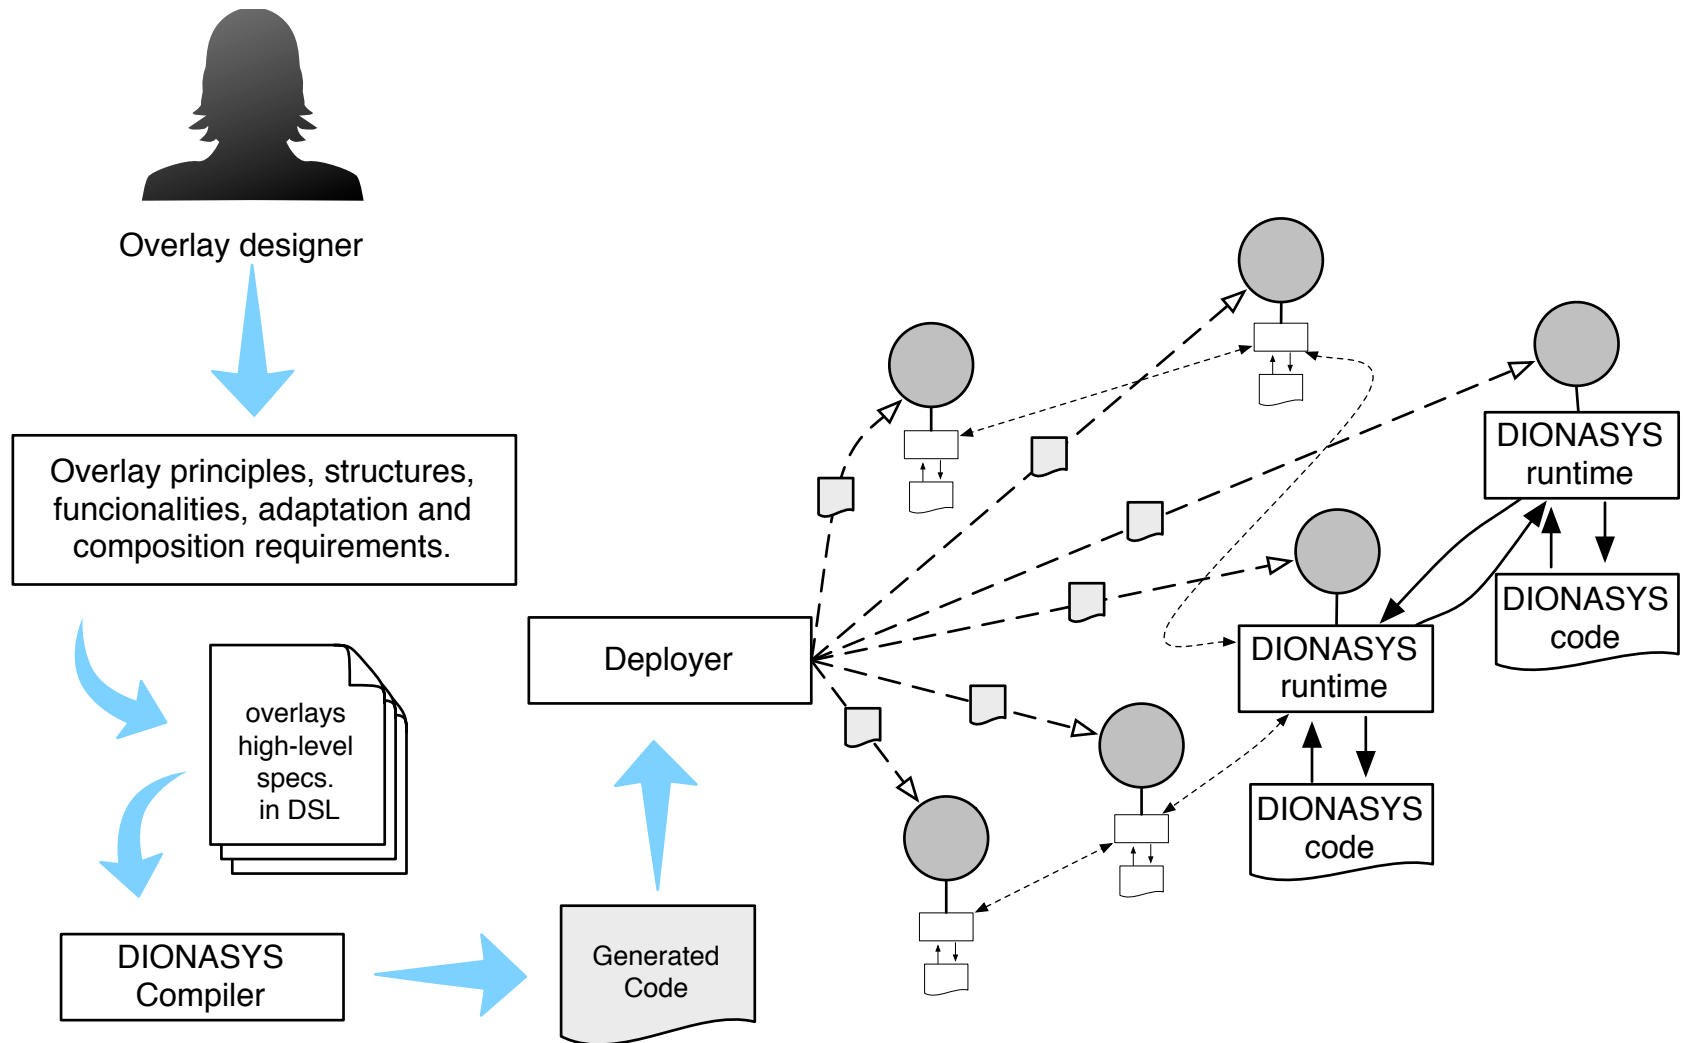 Overlay designer
Overlay principles, structures,
funcionalities, adaptation and
composition requirements.
overlays
high-level
specs.
in DSL
DIONASYS
Compiler
Generated
Code
Deployer
DIONASYS
runtime
DIONASYS
code
DIONASYS
runtime
DIONASYS
code